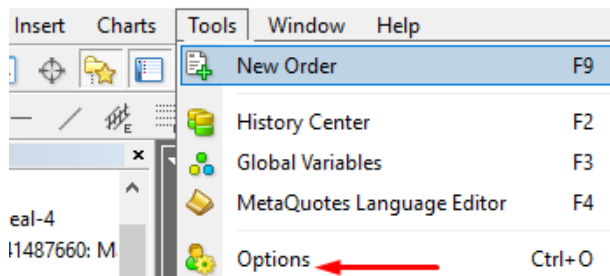 Insert Charts Tools Window Help
New Order F9
History Center F2
Global Variables F3
MetaQuotes Language Editor F4
eal-4
41487660: M
Options Ctrl+O